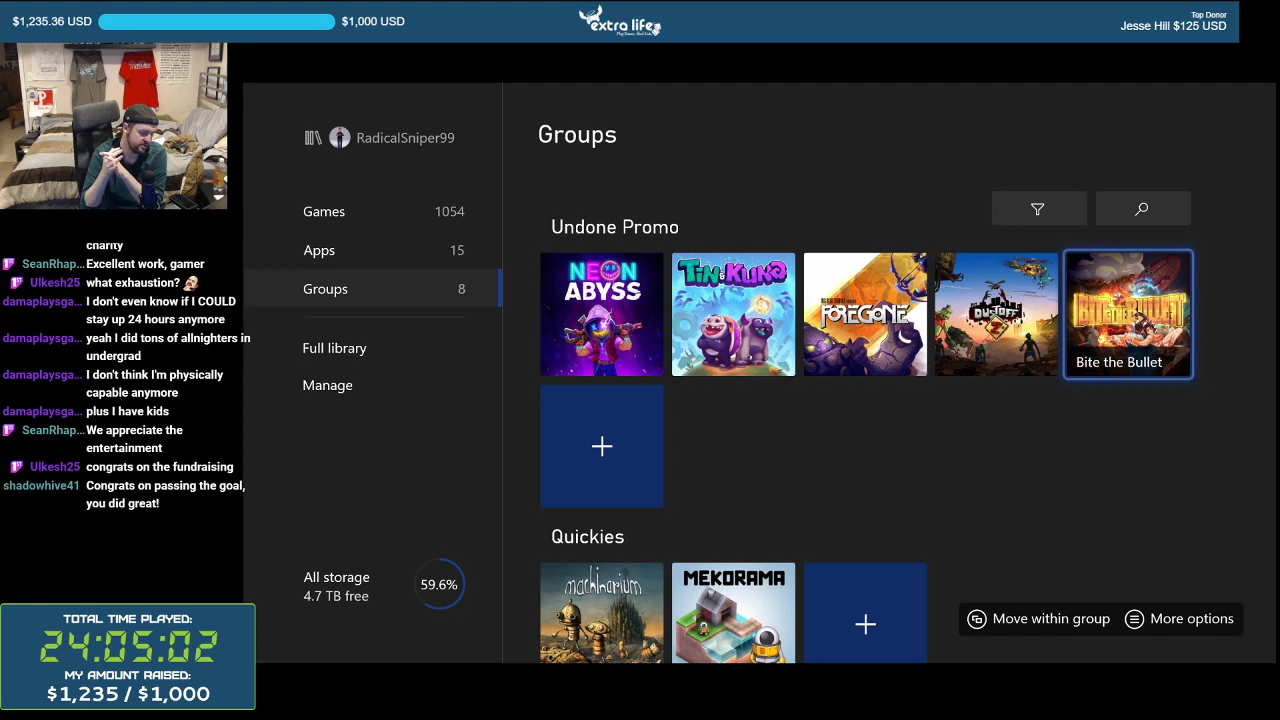 $1,235.36 USD
$1,000 USD
extra life
Top Donor
Jesse Hill $125 USD
RadicalSniper99
Groups
Games 1054
Apps 15
Groups 8
Full library
Manage
All storage
4.7 TB free
59.6%
Undone Promo
NEON
ABYSS
TIN & KUNA
FOREGONE
DUSTOFF
BITE THE BULLET
Bite the Bullet
Quickies
machinarium
MEKORAMA
Move within group
More options
charity
SeanRhap... Excellent work, gamer
Ulkesh25 what exhaustion?
damaplaysga... I don't even know if I COULD
stay up 24 hours anymore
damaplaysga... yeah I did tons of allnighters in
undergrad
damaplaysga... I don't think I'm physically
capable anymore
damaplaysga... plus I have kids
SeanRhap... We appreciate the
entertainment
Ulkesh25 congrats on the fundraising
shadowhive41 Congrats on passing the goal,
you did great!
TOTAL TIME PLAYED:
24:05:02
MY AMOUNT RAISED:
$1,235 / $1,000